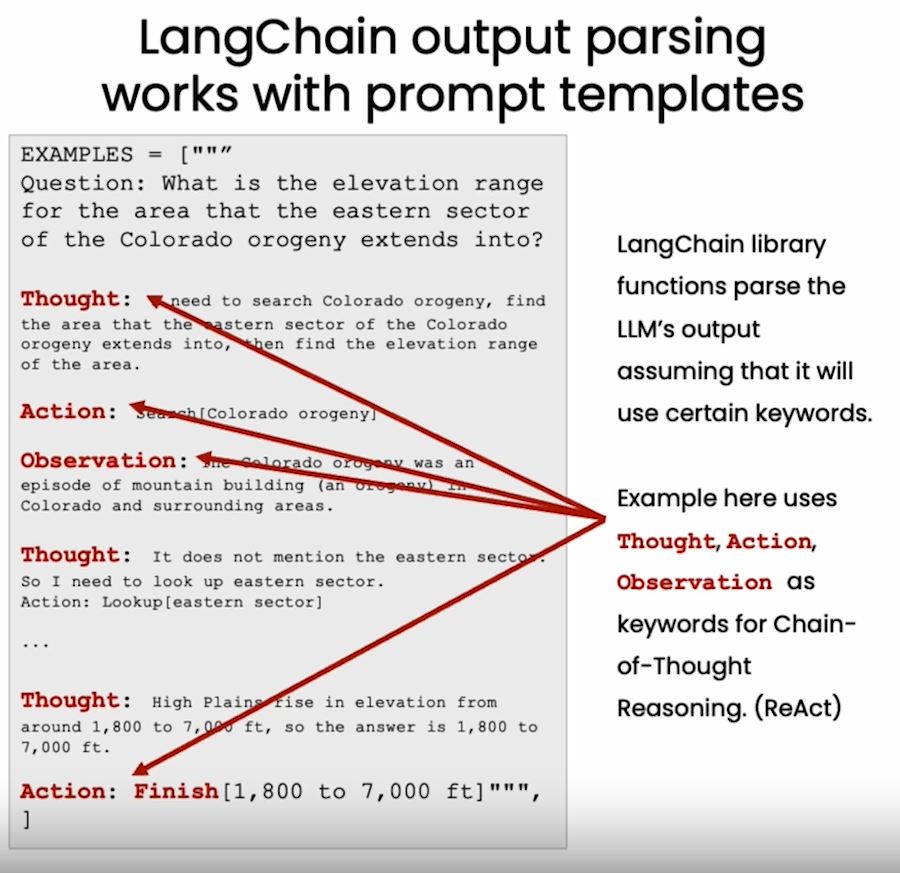 LangChain output parsing
works with prompt templates
EXAMPLES = ["""
Question: What is the elevation range
for the area that the eastern sector
of the Colorado orogeny extends into?
Thought: need to search Colorado orogeny, find
the area that the eastern sector of the Colorado
orogeny extends into, then find the elevation range
of the area.
Action: Search[Colorado orogeny]
Observation: The Colorado orogeny was an
episode of mountain building (an orogeny) in
Colorado and surrounding areas.
Thought: It does not mention the eastern sector.
So I need to look up eastern sector.
Action: Lookup[eastern sector]
...
Thought: High Plains rise in elevation from
around 1,800 to 7,000 ft, so the answer is 1,800 to
7,000 ft.
Action: Finish[1,800 to 7,000 ft]""",
]
LangChain library
functions parse the
LLM's output
assuming that it will
use certain keywords.
Example here uses
Thought, Action,
Observation as
keywords for Chain-
of-Thought
Reasoning. (ReAct)